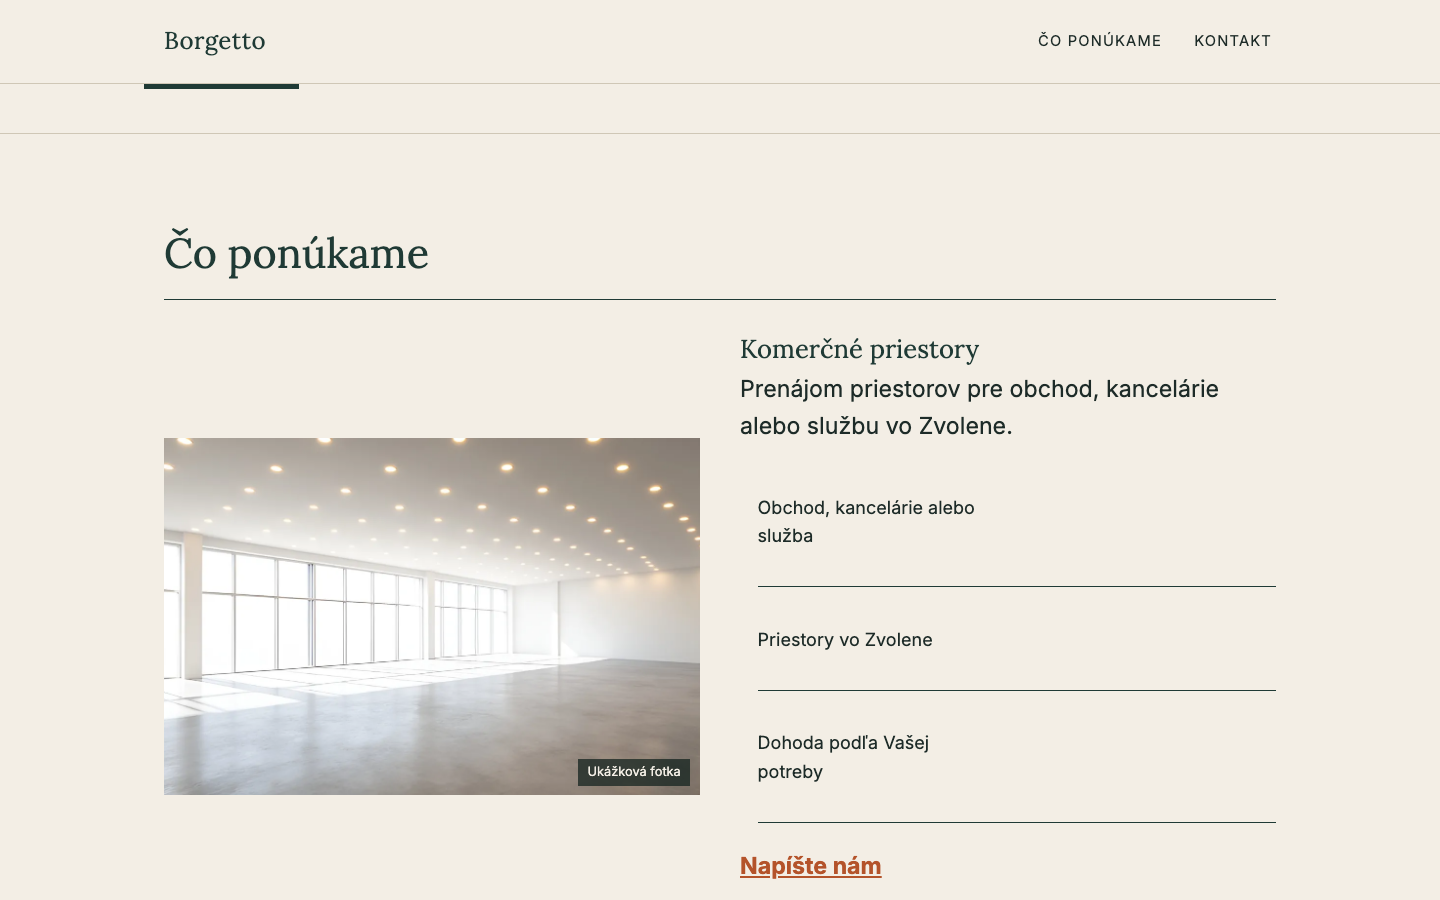 Borgetto
ČO PONÚKAME
KONTAKT
Čo ponúkame
Komerčné priestory
Prenájom priestorov pre obchod, kancelárie
alebo službu vo Zvolene.
Obchod, kancelárie alebo
služba
Priestory vo Zvolene
Dohoda podľa Vašej
potreby
Ukážková fotka
Napíšte nám